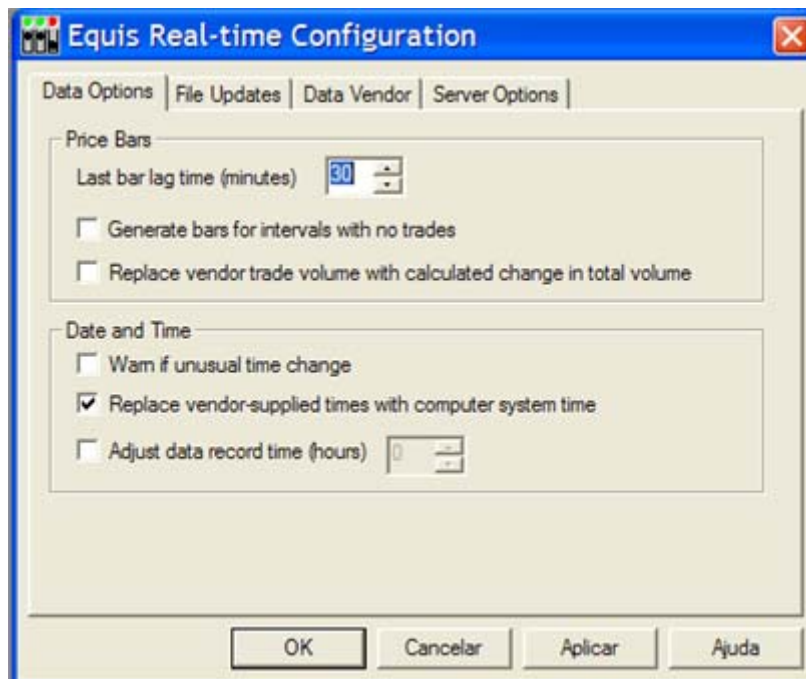 Equis Real-time Configuration
Data Options File Updates Data Vendor Server Options
Price Bars
Last bar lag time (minutes) 30
Generate bars for intervals with no trades
Replace vendor trade volume with calculated change in total volume
Date and Time
Warn if unusual time change
Replace vendor-supplied times with computer system time
Adjust data record time (hours) 0
OK Cancelar Aplicar Ajuda